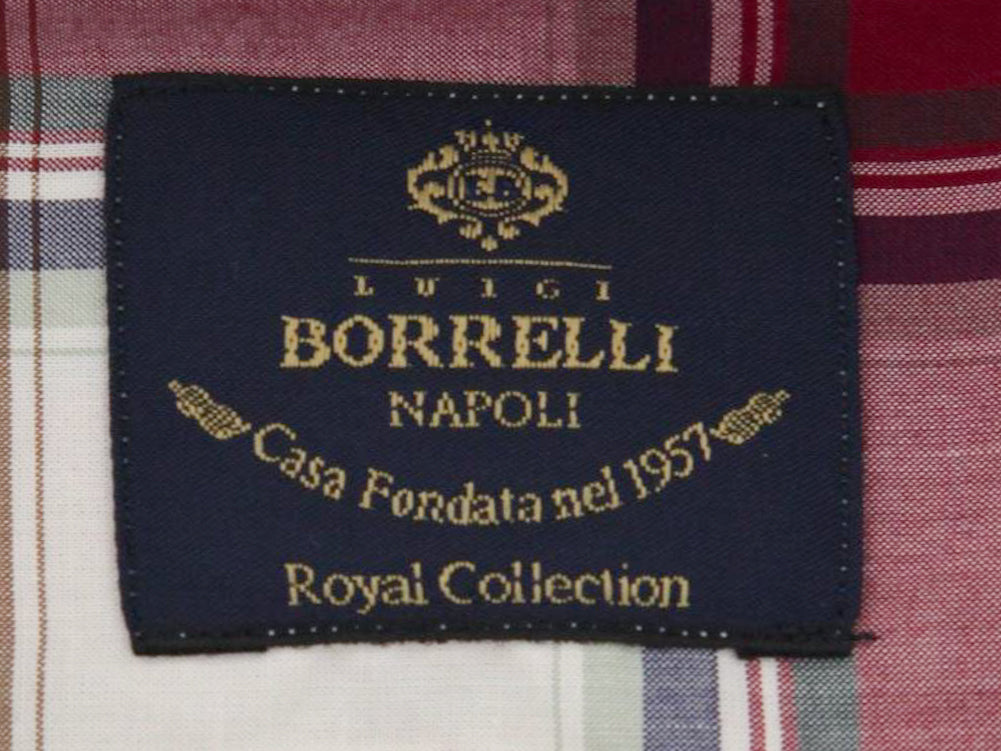 LUIGI
BORRELLI
NAPOLI
Casa Fondata nel 1957
Royal Collection